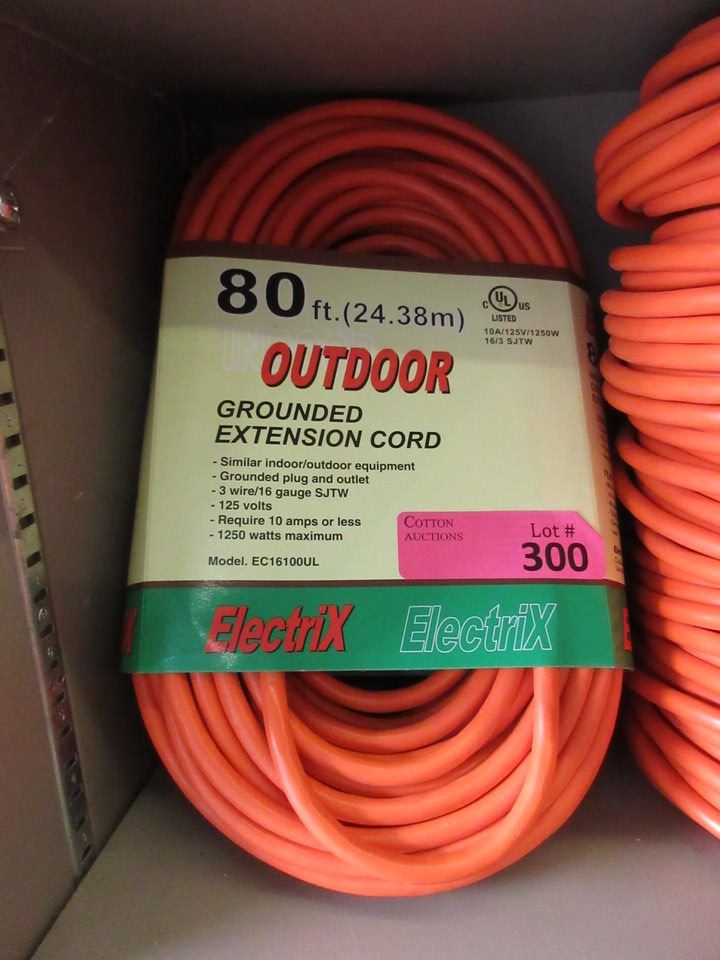 80 ft.(24.38m)
C UL US
LISTED
10A/125V/1250W
16/3 SJTW
INDOOR
OUTDOOR
GROUNDED
EXTENSION CORD
- Similar indoor/outdoor equipment
- Grounded plug and outlet
- 3 wire/16 gauge SJTW
- 125 volts
- Require 10 amps or less
- 1250 watts maximum
Model. EC16100UL
COTTON
AUCTIONS
Lot #
300
X ElectriX ElectriX E